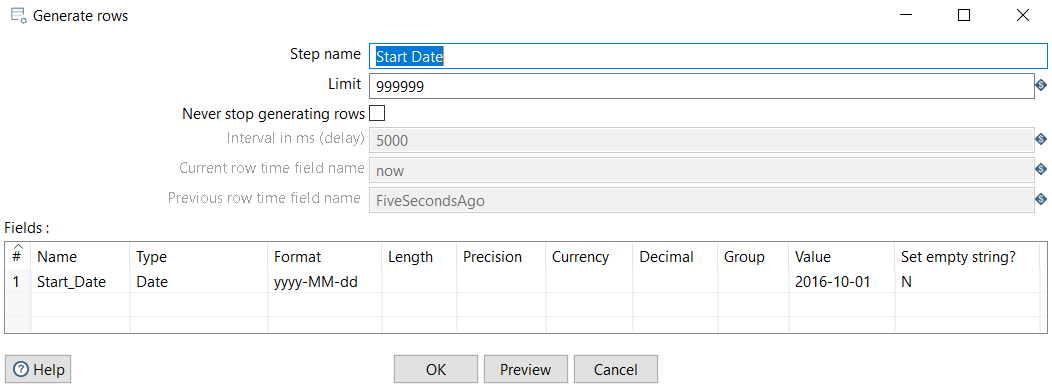 Generate rows
Step name Start Date
Limit 999999
Never stop generating rows
Interval in ms (delay) 5000
Current row time field name now
Previous row time field name FiveSecondsAgo
Fields :
# Name Type Format Length Precision Currency Decimal Group Value Set empty string?
1 Start_Date Date yyyy-MM-dd 2016-10-01 N
Help OK Preview Cancel